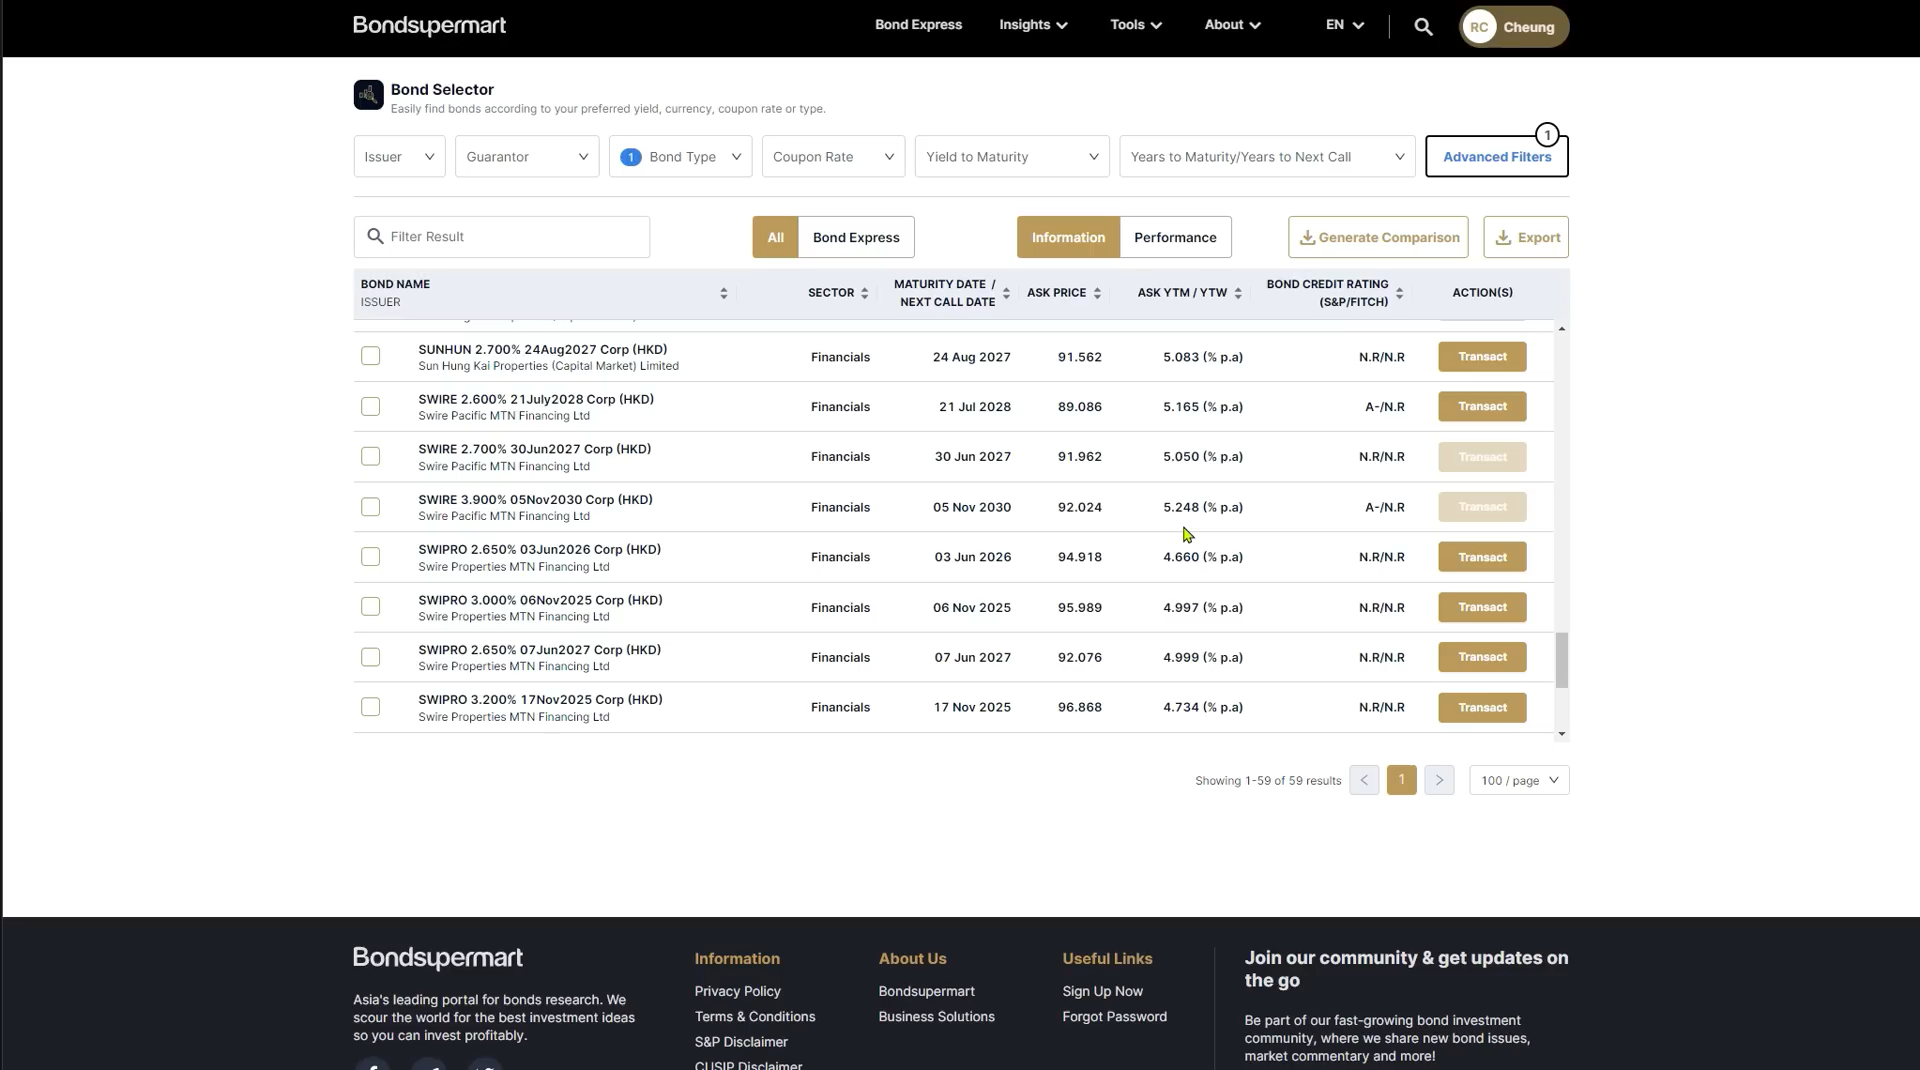 Bondsupermart
Bond Express
Insights
Tools
About
EN
RC
Cheung
Bond Selector
Easily find bonds according to your preferred yield, currency, coupon rate or type.
Issuer
Guarantor
1 Bond Type
Coupon Rate
Yield to Maturity
Years to Maturity/Years to Next Call
1
Advanced Filters
Filter Result
All
Bond Express
Information
Performance
Generate Comparison
Export
BOND NAME
ISSUER
SECTOR
MATURITY DATE /
NEXT CALL DATE
ASK PRICE
ASK YTM / YTW
BOND CREDIT RATING
(S&P/FITCH)
ACTION(S)
SUNHUN 2.700% 24Aug2027 Corp (HKD)
Sun Hung Kai Properties (Capital Market) Limited
Financials
24 Aug 2027
91.562
5.083 (% p.a)
N.R/N.R
Transact
SWIRE 2.600% 21July2028 Corp (HKD)
Swire Pacific MTN Financing Ltd
Financials
21 Jul 2028
89.086
5.165 (% p.a)
A-/N.R
Transact
SWIRE 2.700% 30Jun2027 Corp (HKD)
Swire Pacific MTN Financing Ltd
Financials
30 Jun 2027
91.962
5.050 (% p.a)
N.R/N.R
Transact
SWIRE 3.900% 05Nov2030 Corp (HKD)
Swire Pacific MTN Financing Ltd
Financials
05 Nov 2030
92.024
5.248 (% p.a)
A-/N.R
Transact
SWIPRO 2.650% 03Jun2026 Corp (HKD)
Swire Properties MTN Financing Ltd
Financials
03 Jun 2026
94.918
4.660 (% p.a)
N.R/N.R
Transact
SWIPRO 3.000% 06Nov2025 Corp (HKD)
Swire Properties MTN Financing Ltd
Financials
06 Nov 2025
95.989
4.997 (% p.a)
N.R/N.R
Transact
SWIPRO 2.650% 07Jun2027 Corp (HKD)
Swire Properties MTN Financing Ltd
Financials
07 Jun 2027
92.076
4.999 (% p.a)
N.R/N.R
Transact
SWIPRO 3.200% 17Nov2025 Corp (HKD)
Swire Properties MTN Financing Ltd
Financials
17 Nov 2025
96.868
4.734 (% p.a)
N.R/N.R
Transact
Showing 1-59 of 59 results
1
100 / page
Bondsupermart
Asia's leading portal for bonds research. We
scour the world for the best investment ideas
so you can invest profitably.
Information
Privacy Policy
Terms & Conditions
S&P Disclaimer
CUSIP Disclaimer
About Us
Bondsupermart
Business Solutions
Useful Links
Sign Up Now
Forgot Password
Join our community & get updates on
the go
Be part of our fast-growing bond investment
community, where we share new bond issues,
market commentary and more!